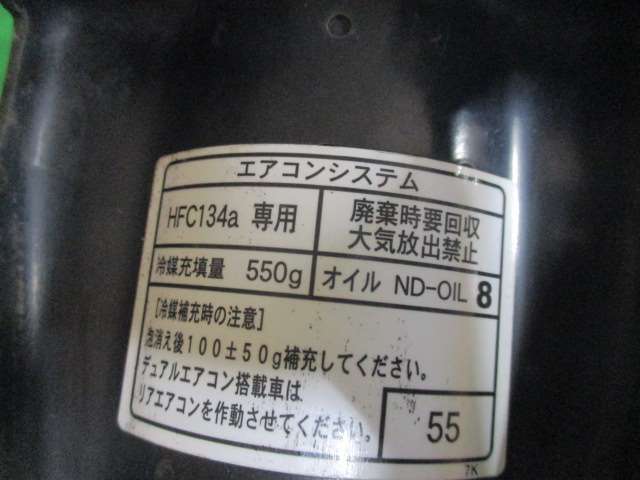 エアコンシステム
HFC134a 専用
廃棄時要回収
大気放出禁止
冷媒充填量 550g
オイル ND-OIL 8
[冷媒補充時の注意]
泡消え後100±50g補充してください。
デュアルエアコン搭載車は
リアエアコンを作動させてください。
55
7K